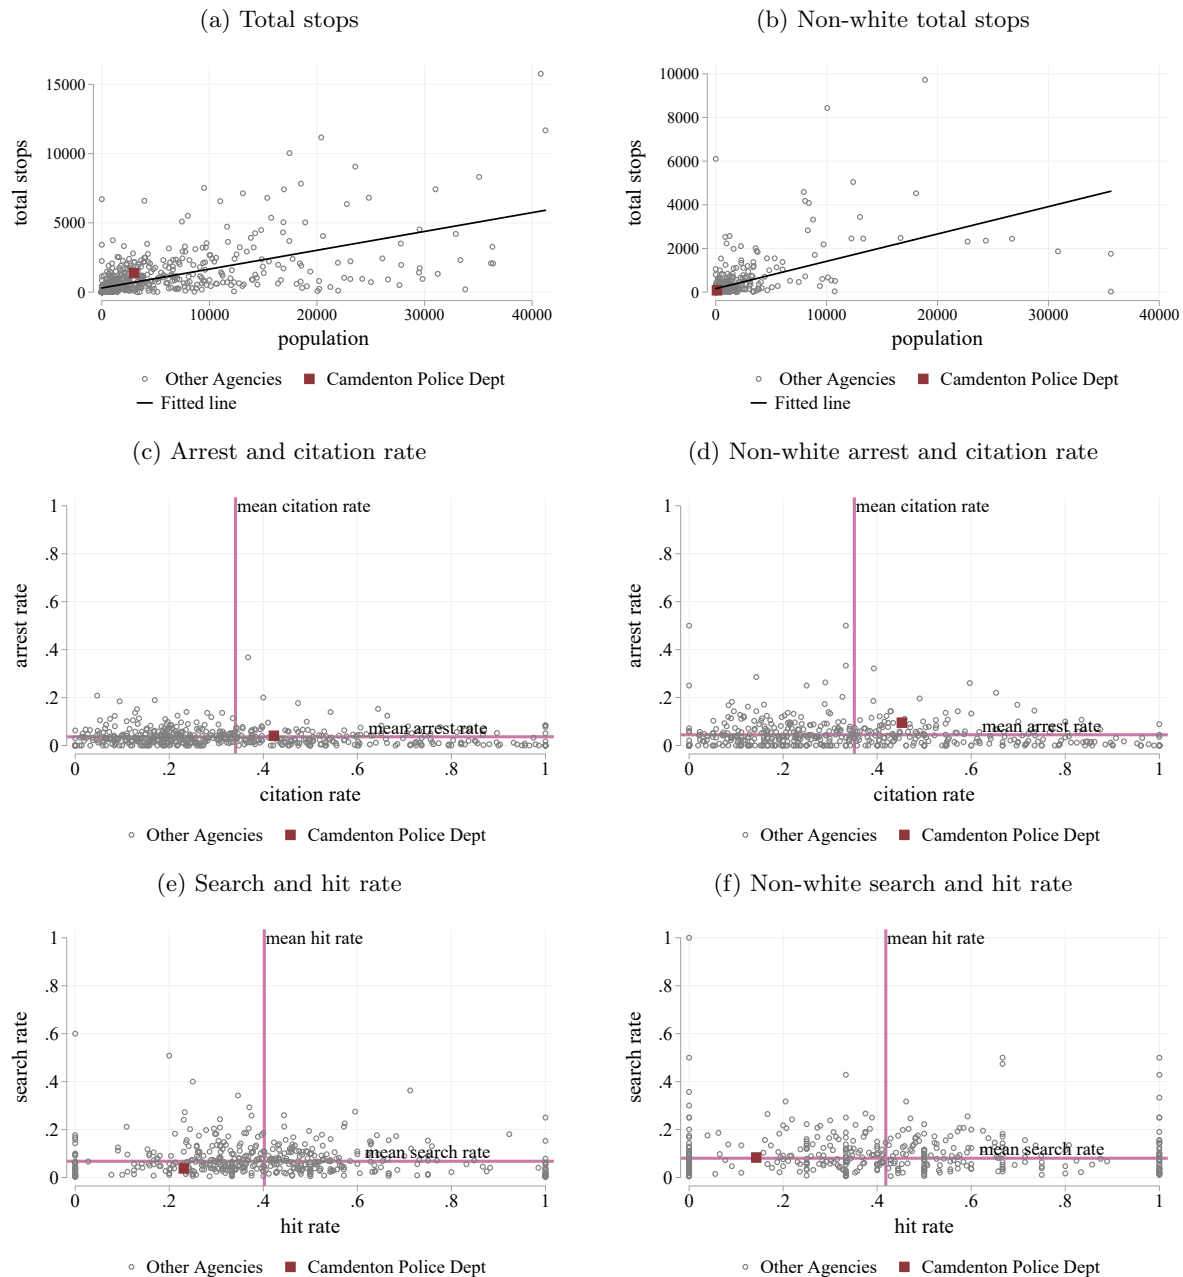 (a) Total stops
(b) Non-white total stops
15000
10000
5000
0
total stops
0
10000
20000
30000
40000
population
Other Agencies
Camdenton Police Dept
Fitted line
10000
8000
6000
4000
2000
0
total stops
0
10000
20000
30000
40000
population
Other Agencies
Camdenton Police Dept
Fitted line
(c) Arrest and citation rate
(d) Non-white arrest and citation rate
1
.8
.6
.4
.2
0
arrest rate
mean citation rate
mean arrest rate
0
.2
.4
.6
.8
1
citation rate
Other Agencies
Camdenton Police Dept
1
.8
.6
.4
.2
0
arrest rate
mean citation rate
mean arrest rate
0
.2
.4
.6
.8
1
citation rate
Other Agencies
Camdenton Police Dept
(e) Search and hit rate
(f) Non-white search and hit rate
1
.8
.6
.4
.2
0
search rate
mean hit rate
mean search rate
0
.2
.4
.6
.8
1
hit rate
Other Agencies
Camdenton Police Dept
1
.8
.6
.4
.2
0
search rate
mean hit rate
mean search rate
0
.2
.4
.6
.8
1
hit rate
Other Agencies
Camdenton Police Dept